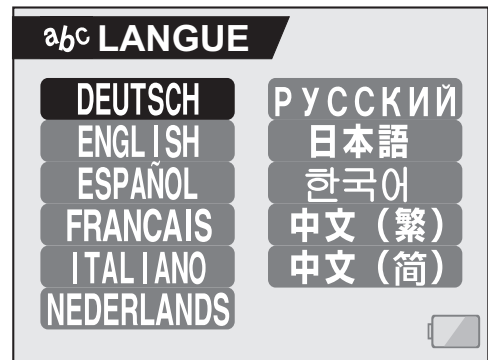 abc LANGUE
DEUTSCH
ENGLISH
ESPAÑOL
FRANCAIS
ITALIANO
NEDERLANDS
РУССКИЙ
日本語
한국어
中文（繁）
中文（简）